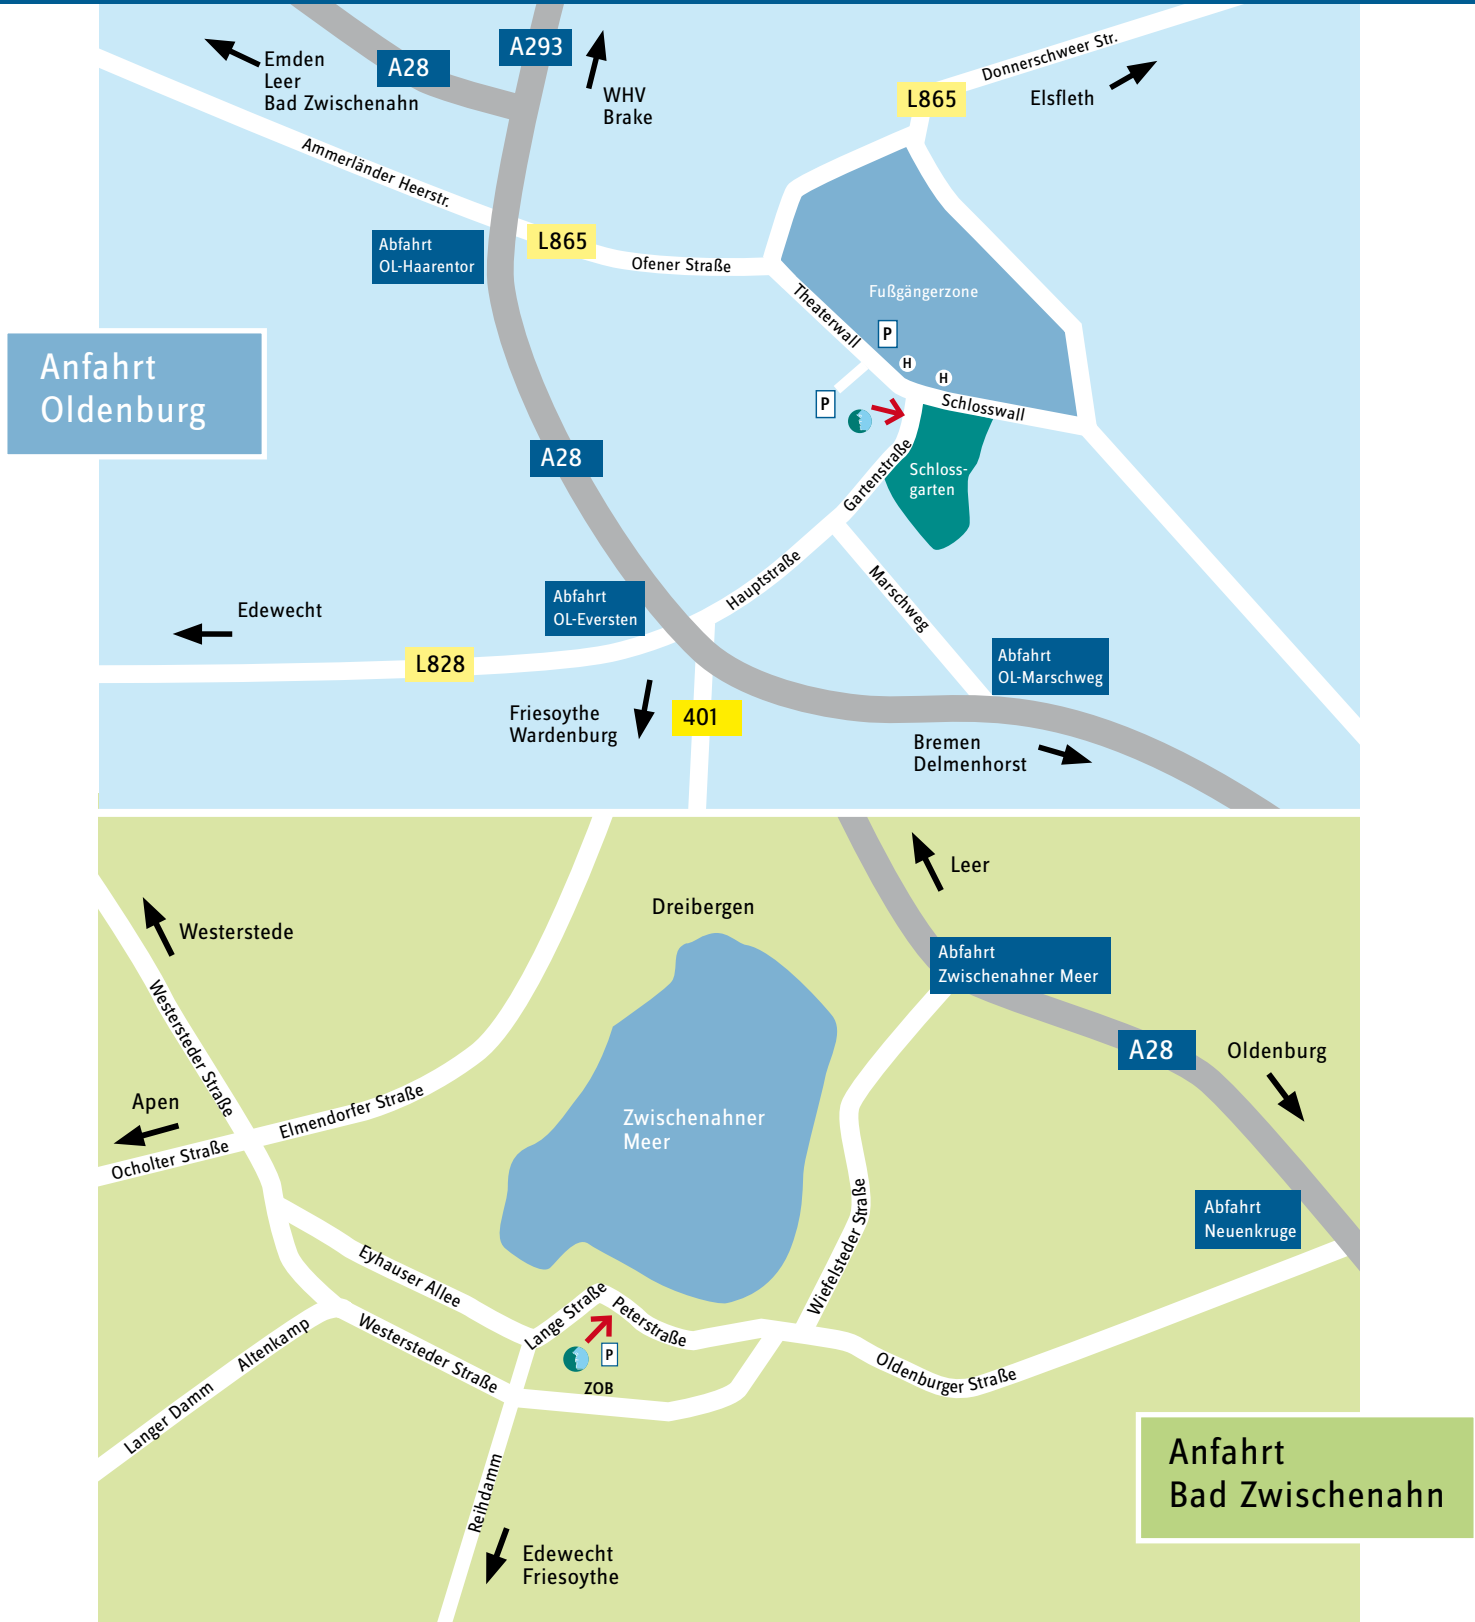 A293
Emden
Leer
Bad Zwischenahn
A28
WHV
Brake
Donnerschweer Str.
L865
Elsfleth
Ammerländer Heerstr.
Abfahrt
OL-Haarentor
L865
Ofener Straße
Fußgängerzone
Theaterwall
P
H
H
Anfahrt
Oldenburg
P
Schlosswall
A28
Gartenstraße
Schloss-
garten
Hauptstraße
Marschweg
Abfahrt
OL-Eversten
Edewecht
L828
Abfahrt
OL-Marschweg
Friesoythe
Wardenburg
401
Bremen
Delmenhorst
Leer
Dreibergen
Westerstede
Abfahrt
Zwischenahner Meer
Westersteder Straße
A28
Oldenburg
Apen
Elmendorfer Straße
Ocholter Straße
Zwischenahner
Meer
Wiefelsteder Straße
Abfahrt
Neuenkruge
Eyhauser Allee
Lange Straße
Peterstraße
Altenkamp
Westersteder Straße
P
ZOB
Oldenburger Straße
Langer Damm
Reihdamm
Anfahrt
Bad Zwischenahn
Edewecht
Friesoythe